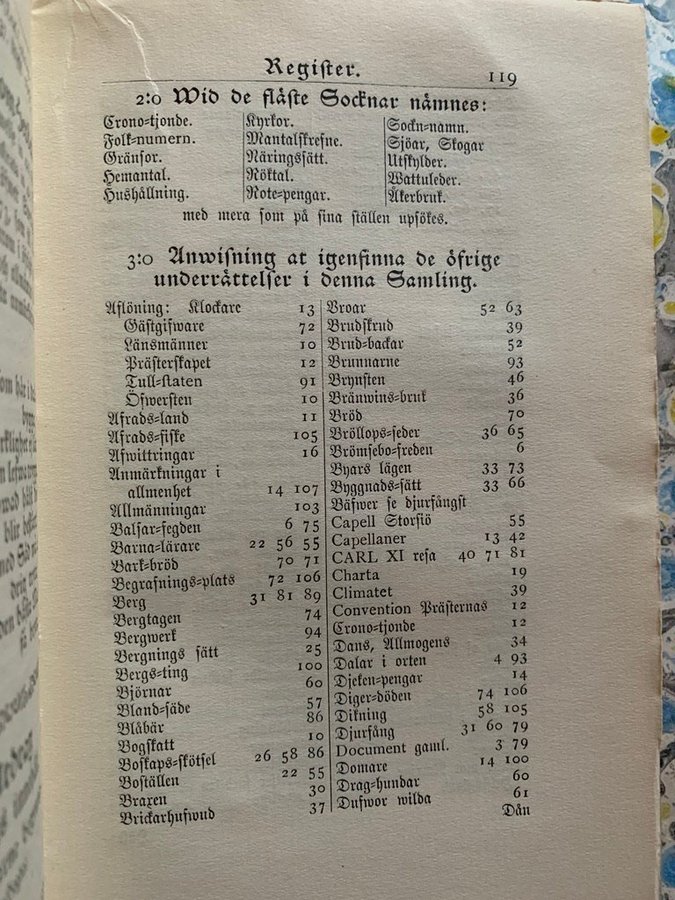 Register. 119
2:o Wid de fläste Socknar nämnes:
Crono=tjonde.
Folk=numern.
Gränsor.
Hemantal.
Hushållning.
Kyrkor.
Mantalskrefne.
Näringssätt.
Röktal.
Rote=pengar.
Sockn=namn.
Sjöar, Skogar
Utskylder.
Wattuleder.
Åkerbruk.
med mera som på sina ställen upsökes.
3:o Anwisning at igenfinna de öfrige
underrättelser i denna Samling.
Aflöning: Klockare 13
Gästgifware 72
Länsmänner 10
Prästerskapet 12
Tull=staten 91
Öfwersten 10
Afrads=land 11
Afrads=fiske 105
Afwittringar 16
Anmärkningar i
allmenhet 14 107
Allmänningar 103
Balsar=segden 6 75
Barna=lärare 22 56 55
Bark=bröd 70 71
Begrafnings=plats 72 106
Berg 31 81 89
Bergtagen 74
Bergwerk 94
Bergnings sätt 25
Bergs=ting 100
Björnar 60
Bland=säde 57
Blåbär 86
Bogskatt 10
Boskaps=skötsel 26 58 86
Boställen 22 55
Braxen 30
Brickarhufwud 37
Broar 52 63
Brudskrud 39
Brud=backar 52
Brunnarne 93
Brynsten 46
Bränwins=bruk 36
Bröd 70
Bröllops=seder 36 65
Brömsebo=freden 6
Byars lägen 33 73
Byggnads=sätt 33 66
Bäfwer se djurfångst
Capell Storsiö 55
Capellaner 13 42
CARL XI resa 40 71 81
Charta 19
Climatet 39
Convention Prästernas 12
Crono=tjonde 12
Dans, Allmogens 34
Dalar i orten 4 93
Djeken=pengar 14
Diger=döden 74 106
Dikning 58 105
Djurfång 31 60 79
Document gaml. 3 79
Domare 14 100
Drag=hundar 60
Dufwor wilda 61
Dån